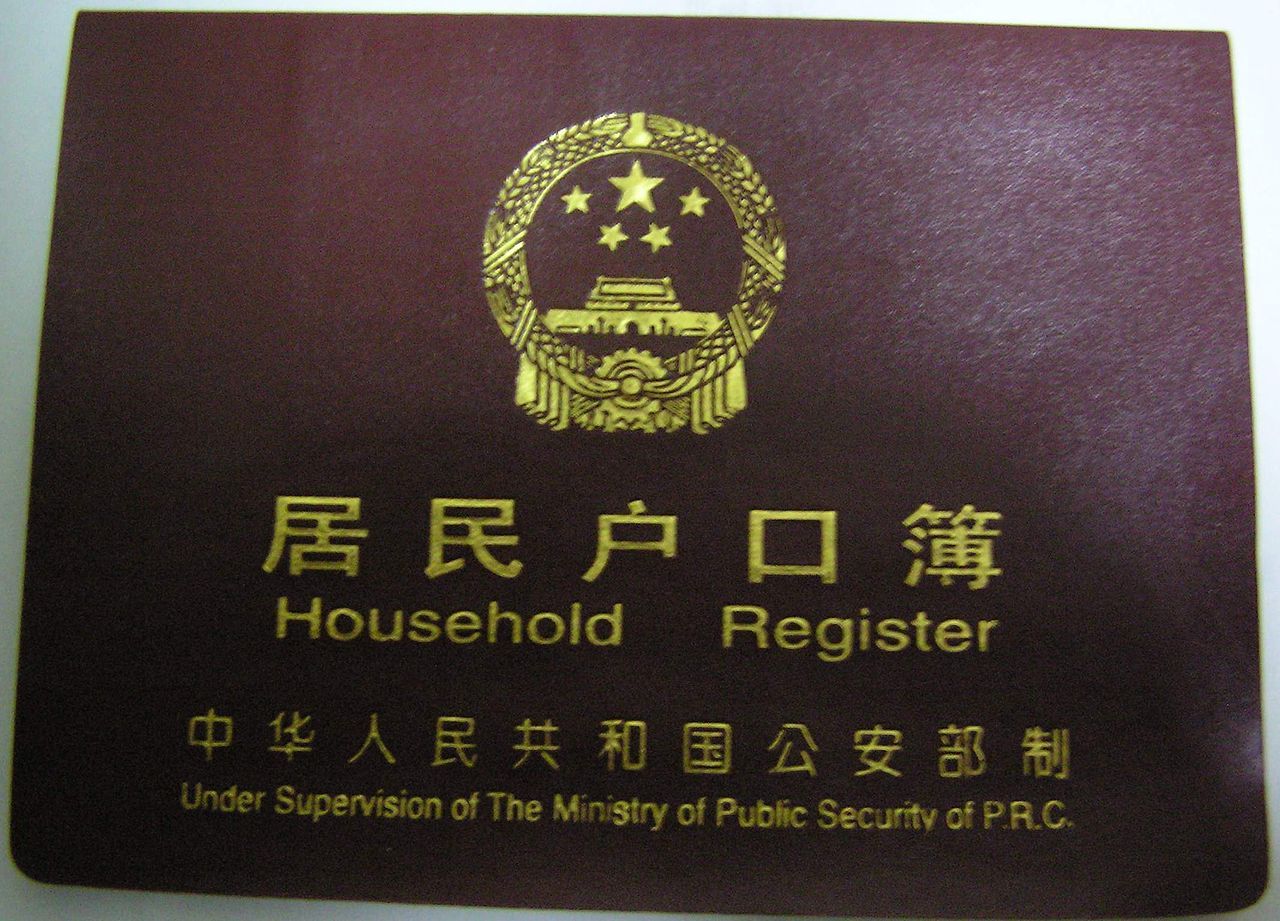 居民户口簿
Household Register
中华人民共和国公安部制
Under Supervision of The Ministry of Public Security of P.R.C.